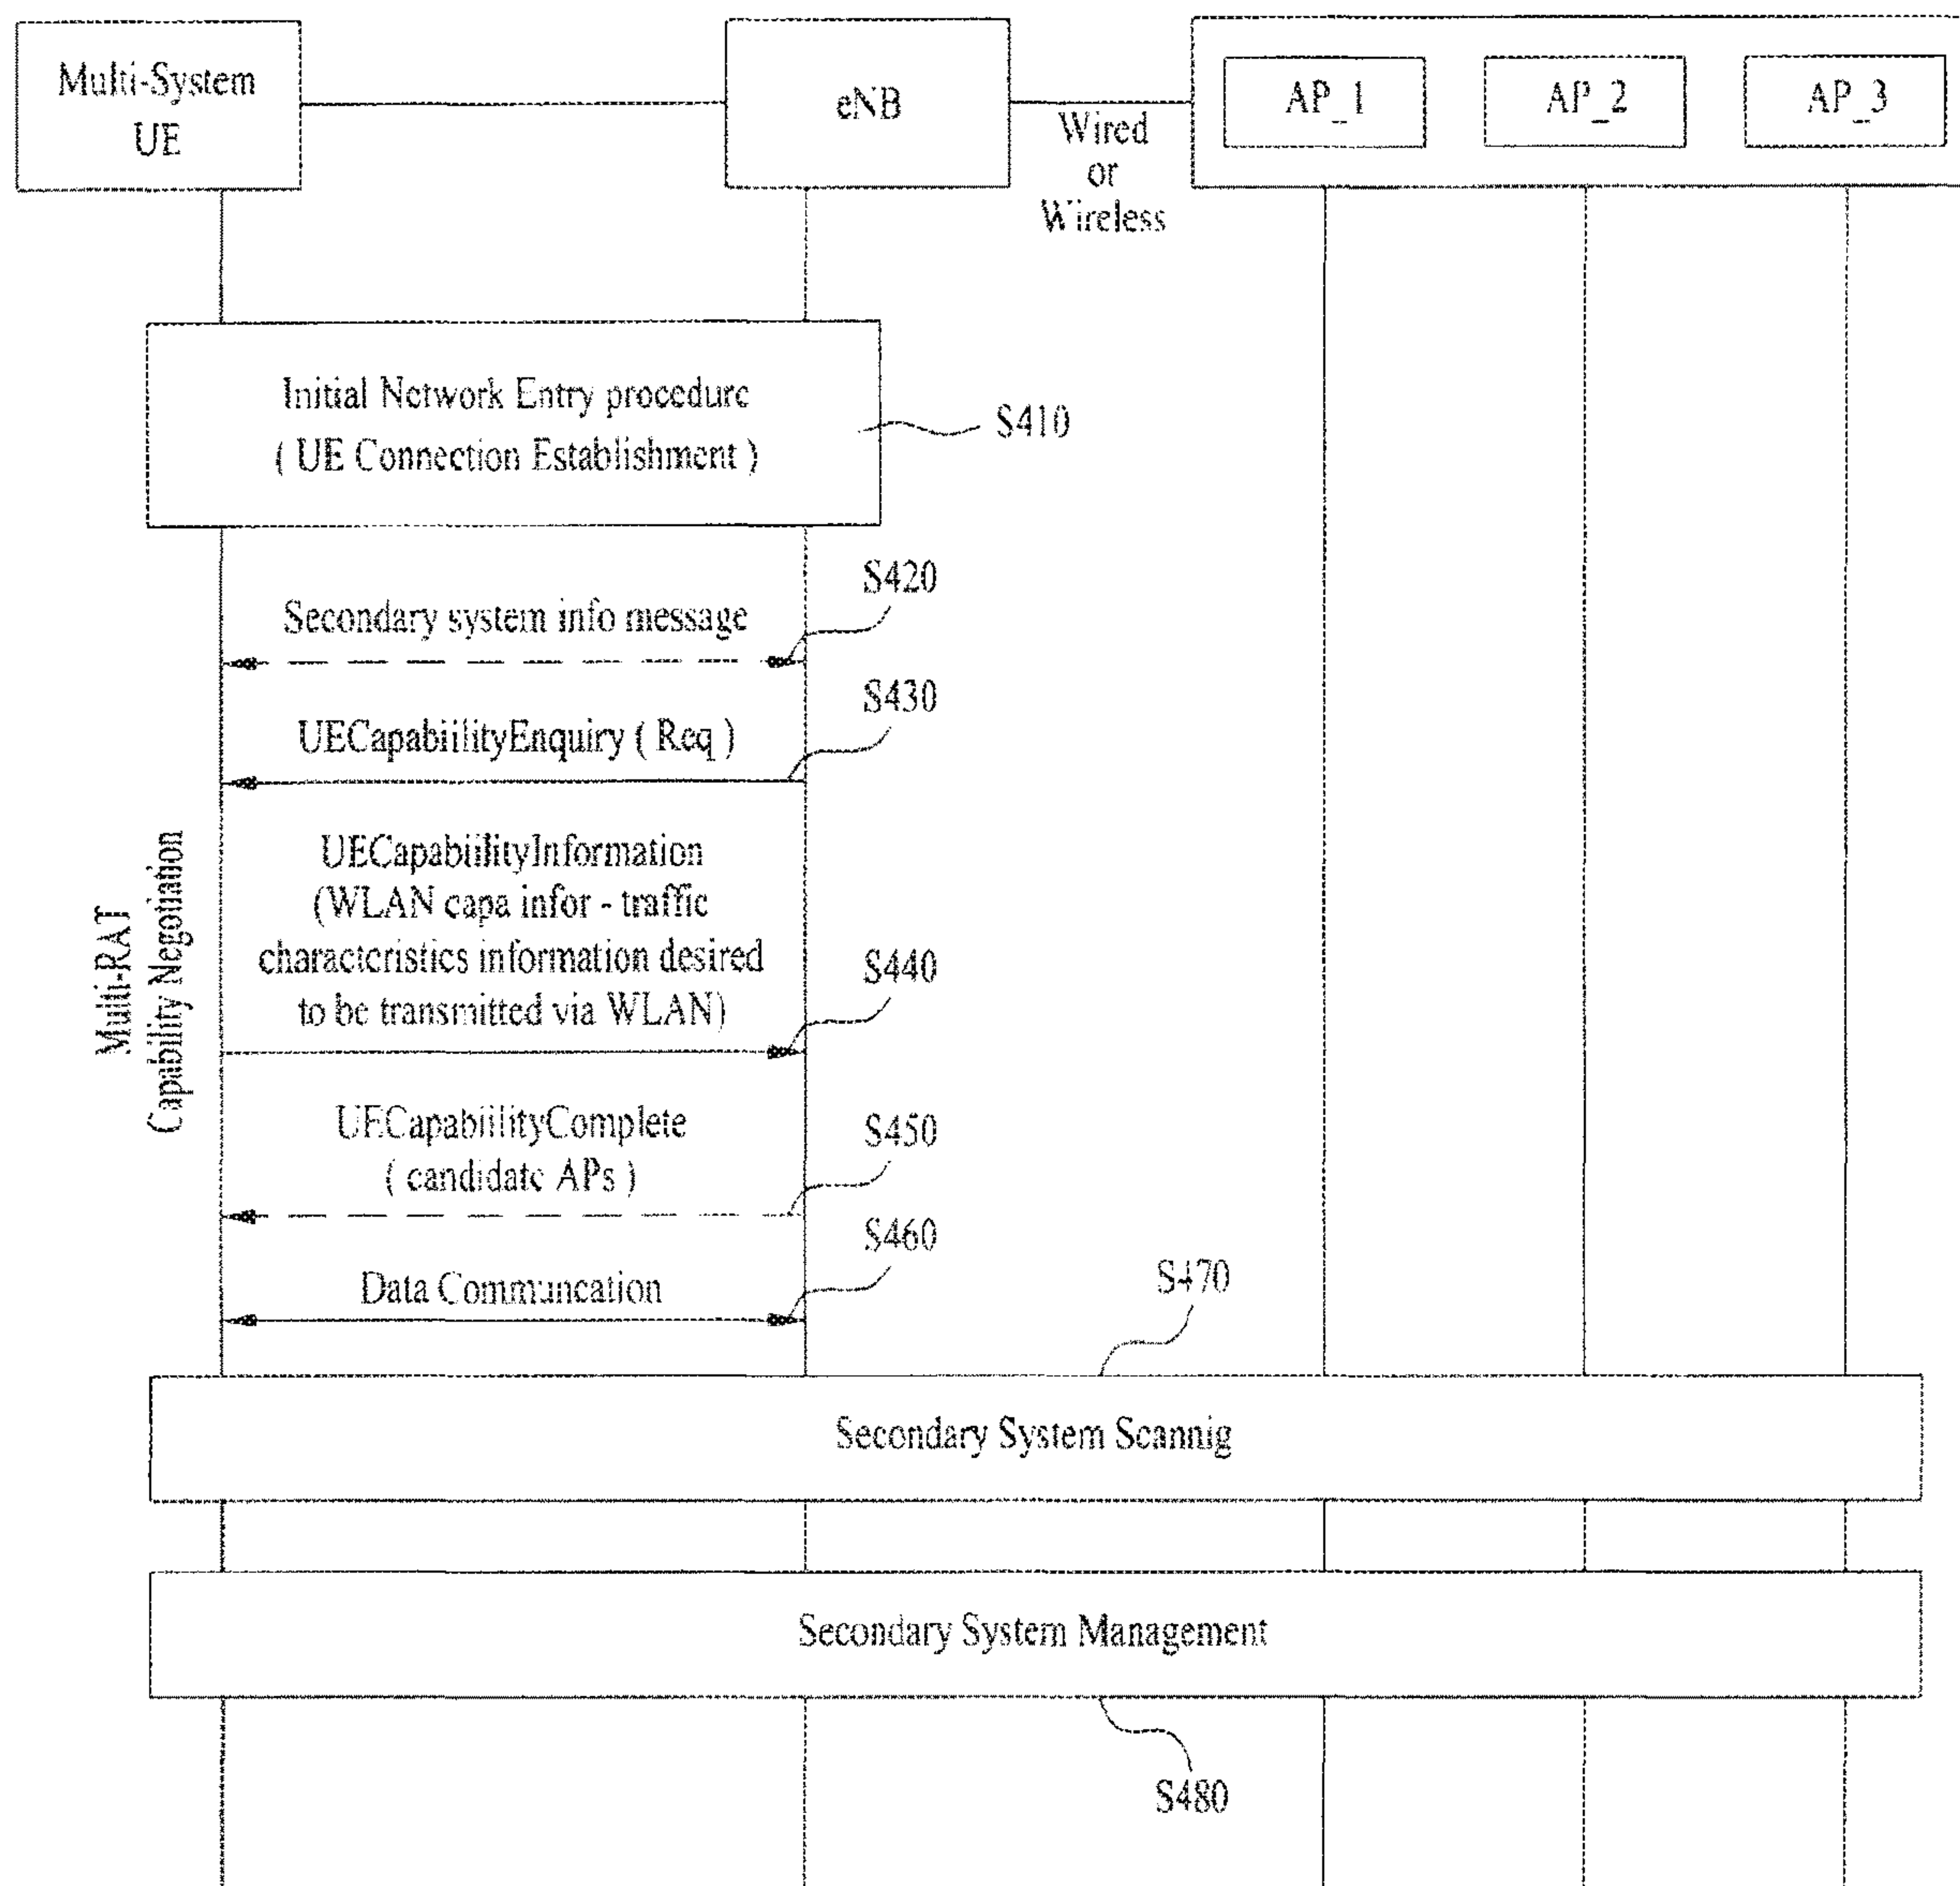 Multi-System
UE
eNB
Wired
or
Wireless
AP_1
AP_2
AP_3
Initial Network Entry procedure
( UE Connection Establishment )
S410
S420
Secondary system info message
S430
UECapabiilityEnquiry ( Req )
Multi-RAT
Capability Negotiation
UECapabiilityInformation
(WLAN capa infor - traffic
characteristics information desired
to be transmitted via WLAN)
S440
UECapabiilityComplete
( candidate APs )
S450
S460
Data Communcation
S470
Secondary System Scannig
Secondary System Management
S480